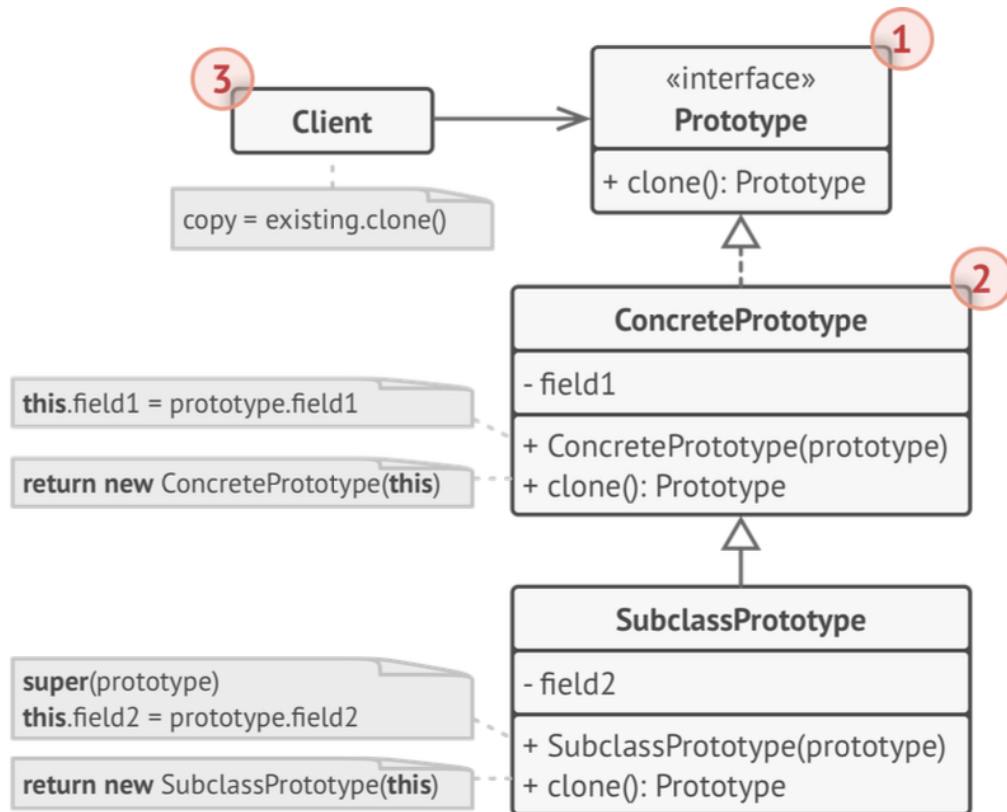 1
«interface»
Prototype
+ clone(): Prototype
3
Client
copy = existing.clone()
2
ConcretePrototype
- field1
+ ConcretePrototype(prototype)
+ clone(): Prototype
this.field1 = prototype.field1
return new ConcretePrototype(this)
SubclassPrototype
- field2
+ SubclassPrototype(prototype)
+ clone(): Prototype
super(prototype)
this.field2 = prototype.field2
return new SubclassPrototype(this)